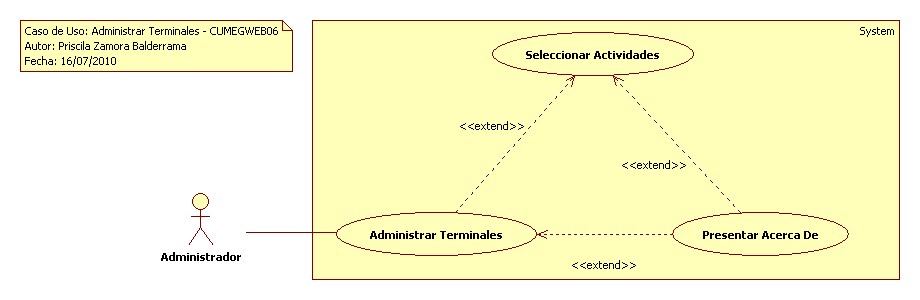 Caso de Uso: Administrar Terminales - CUMEGWEB06
Autor: Priscila Zamora Balderrama
Fecha: 16/07/2010
System
Seleccionar Actividades
<<extend>>
<<extend>>
Administrar Terminales
Presentar Acerca De
Administrador
<<extend>>